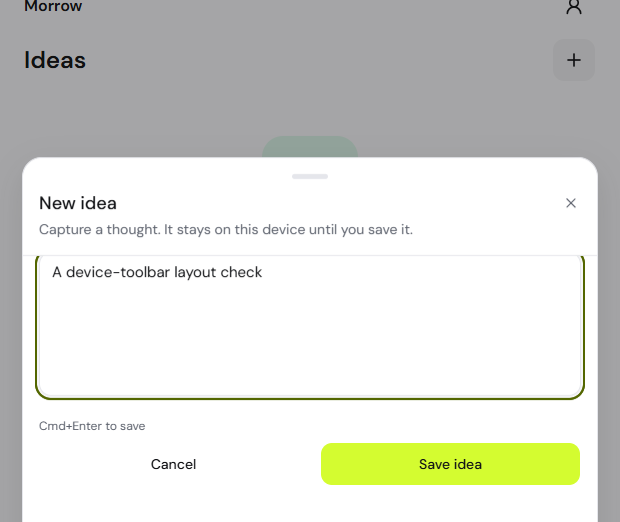 Morrow
Ideas
New idea
Capture a thought. It stays on this device until you save it.
A device-toolbar layout check
Cmd+Enter to save
Cancel
Save idea